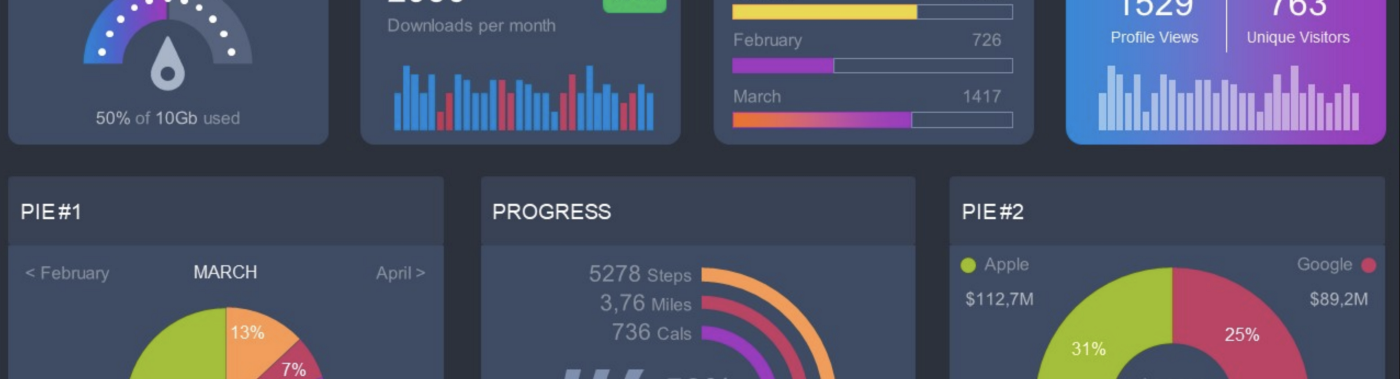 Downloads per month
50% of 10Gb used
February 726
March 1417
1529 763
Profile Views Unique Visitors
PIE #1
< February MARCH April >
13%
7%
PROGRESS
5278 Steps
3,76 Miles
736 Cals
PIE #2
Apple Google
$112,7M $89,2M
31% 25%